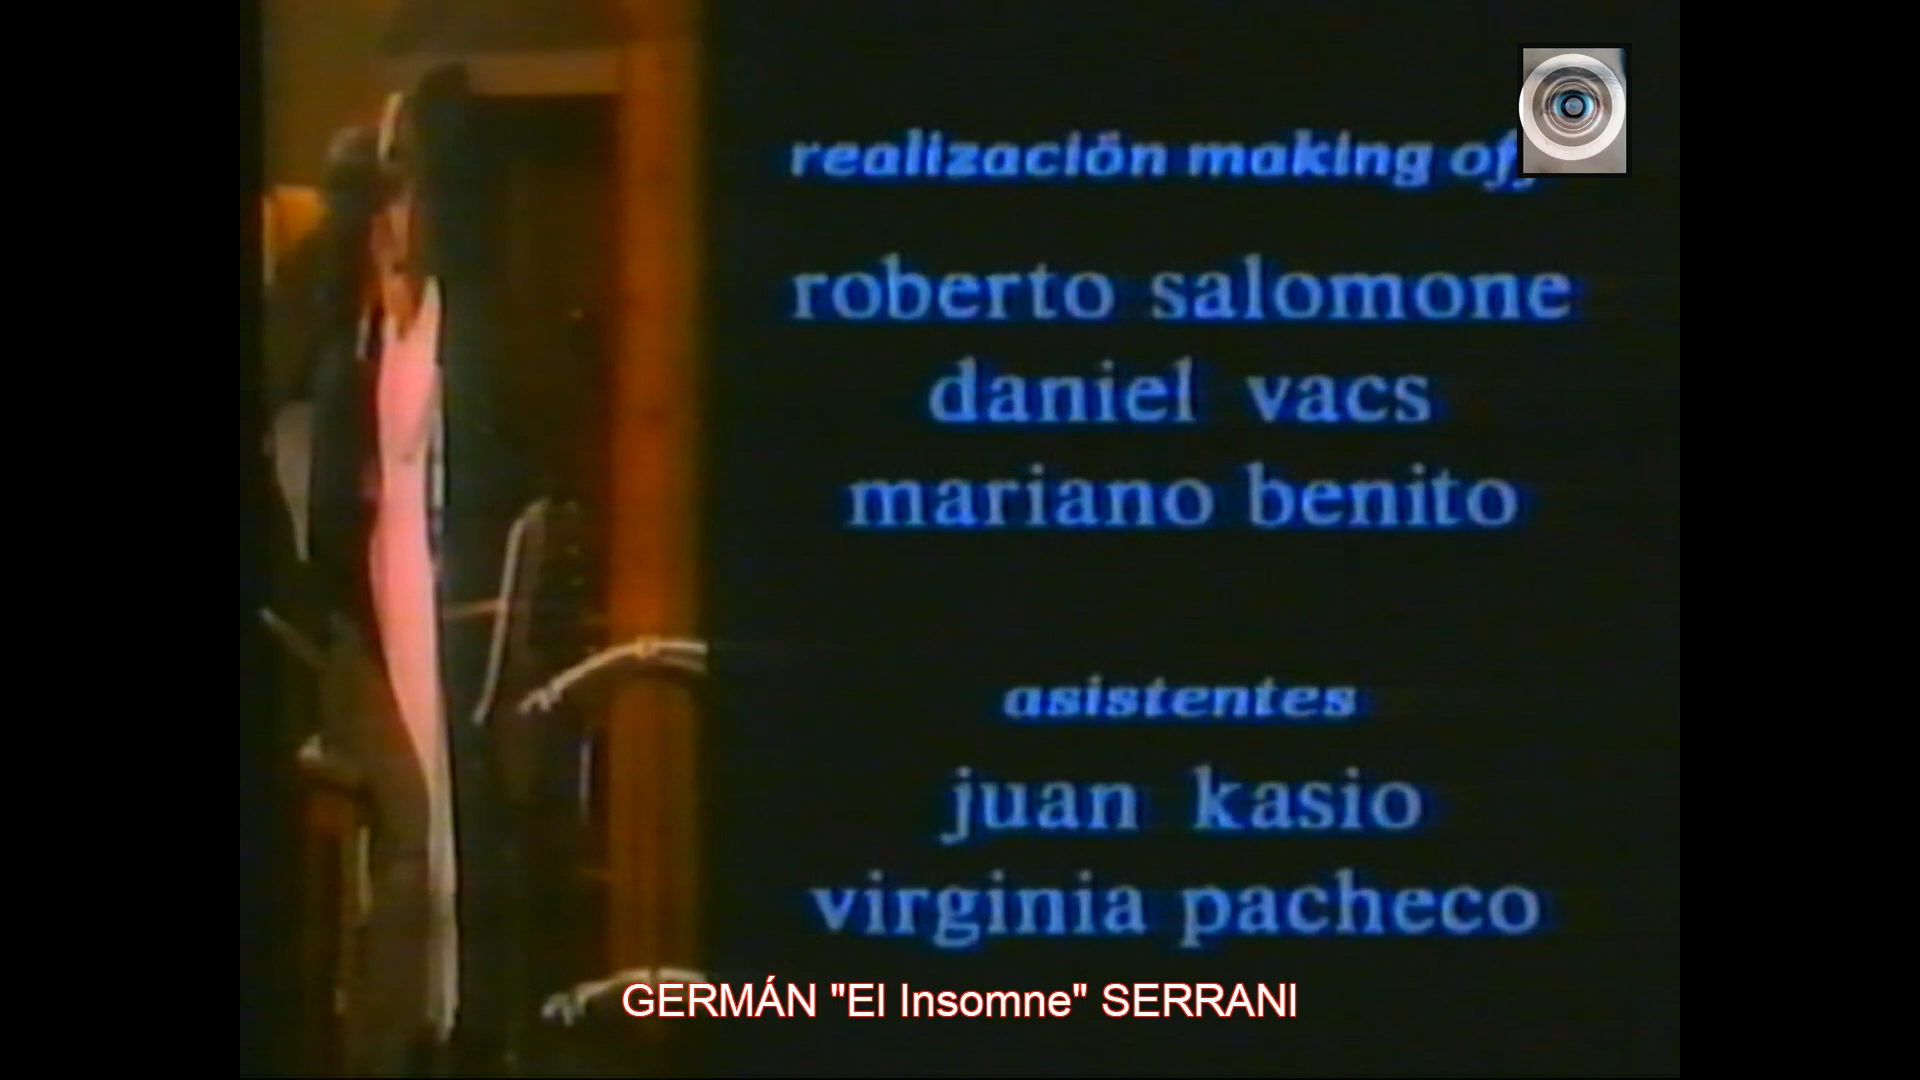 realización making off
roberto salomone
daniel vacs
mariano benito
asistentes
juan kasio
virginia pacheco
GERMÁN "El Insomne" SERRANI